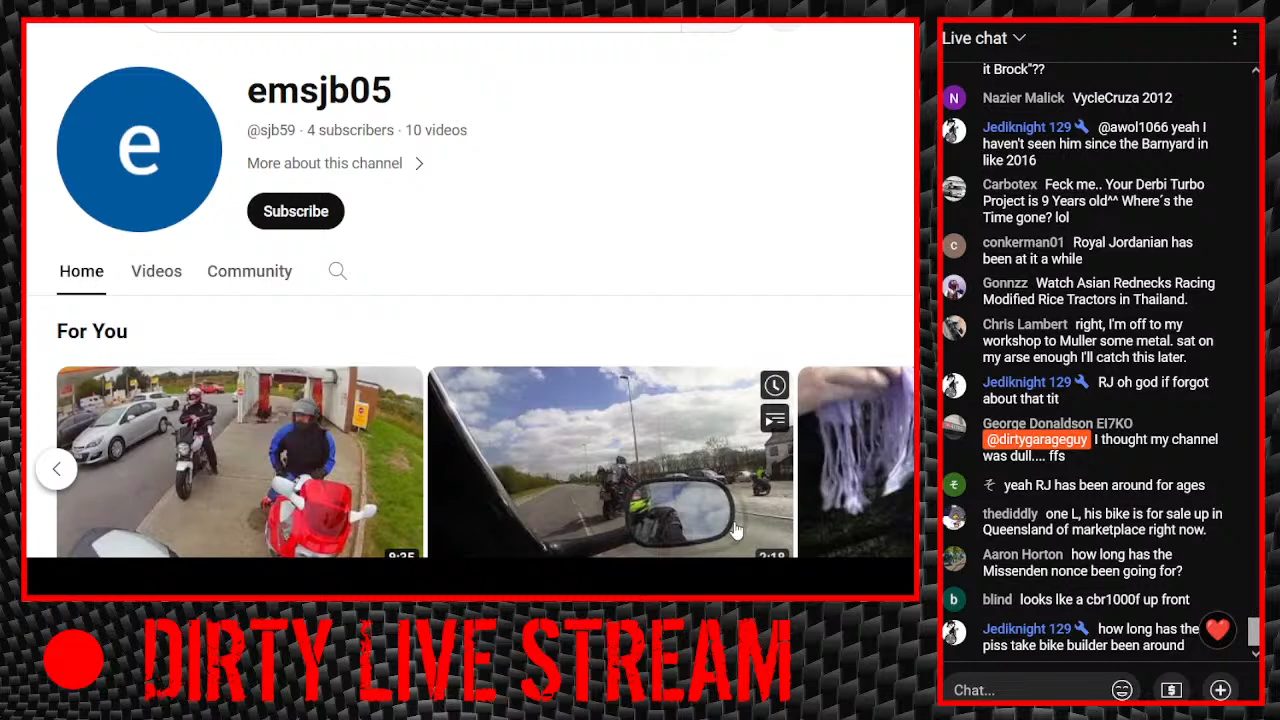 e
emsjb05
@sjb59 · 4 subscribers · 10 videos
More about this channel
Subscribe
Home Videos Community
For You
9:35
2:18
DIRTY LIVE STREAM
Live chat
it Brock"??
N Nazier Malick VycleCruza 2012
JediKnight 129 @awol1066 yeah I
haven't seen him since the Barnyard in
like 2016
Carbotex Feck me.. Your Derbi Turbo
Project is 9 Years old^^ Where´s the
Time gone? lol
c conkerman01 Royal Jordanian has
been at it a while
Gonnzz Watch Asian Rednecks Racing
Modified Rice Tractors in Thailand.
Chris Lambert right, I'm off to my
workshop to Muller some metal. sat on
my arse enough I'll catch this later.
JediKnight 129 RJ oh god if forgot
about that tit
George Donaldson EI7KO
@dirtygarageguy I thought my channel
was dull.... ffs
そ そ yeah RJ has been around for ages
thediddly one L, his bike is for sale up in
Queensland of marketplace right now.
Aaron Horton how long has the
Missenden nonce been going for?
b blind looks lke a cbr1000f up front
JediKnight 129 how long has the
piss take bike builder been around
Chat...